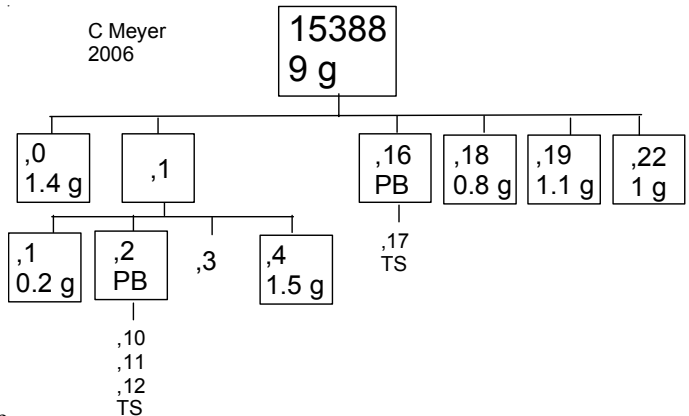 C Meyer
2006
15388
9 g
,0
1.4 g
,1
,16
PB
,18
0.8 g
,19
1.1 g
,22
1 g
,17
TS
,1
0.2 g
,2
PB
,3
,4
1.5 g
,10
,11
,12
TS